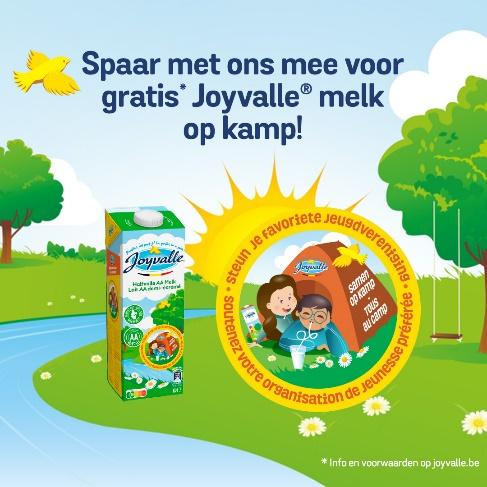 Spaar met ons mee voor
gratis* Joyvalle® melk
op kamp!
Joyvalle
Halfvolle AA Melk
Lait AA demi-écrémé
AA
steun je favoriete jeugdvereniging
soutenez votre organisation de jeunesse préférée
Joyvalle
samen
op kamp
tous
au camp
* Info en voorwaarden op joyvalle.be